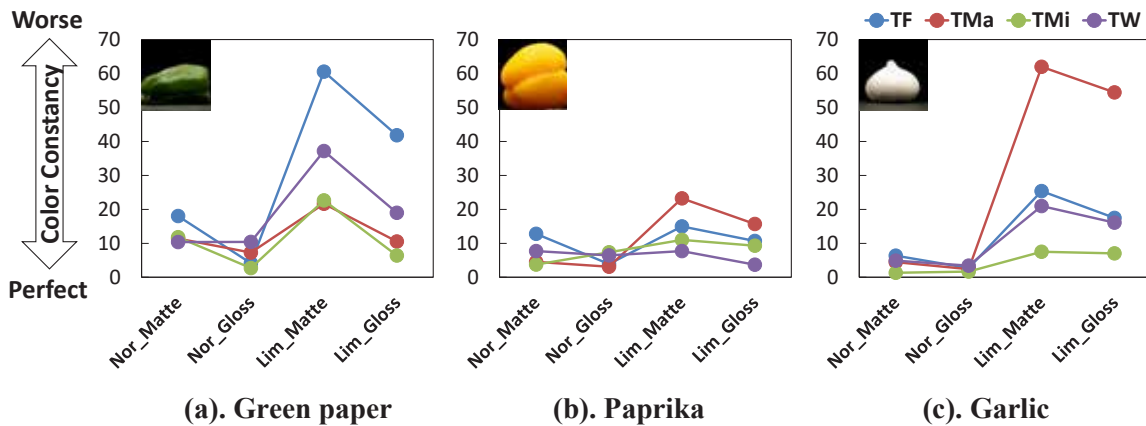 Worse
Color Constancy
Perfect
TF TMa TMi TW
70
60
50
40
30
20
10
0
Nor_Matte
Nor_Gloss
Lim_Matte
Lim_Gloss
(a). Green paper
70
60
50
40
30
20
10
0
Nor_Matte
Nor_Gloss
Lim_Matte
Lim_Gloss
(b). Paprika
70
60
50
40
30
20
10
0
Nor_Matte
Nor_Gloss
Lim_Matte
Lim_Gloss
(c). Garlic